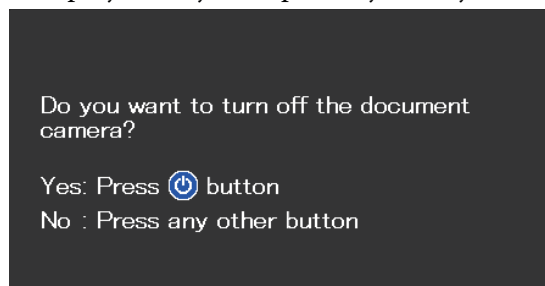 Do you want to turn off the document
camera?
Yes: Press button
No : Press any other button